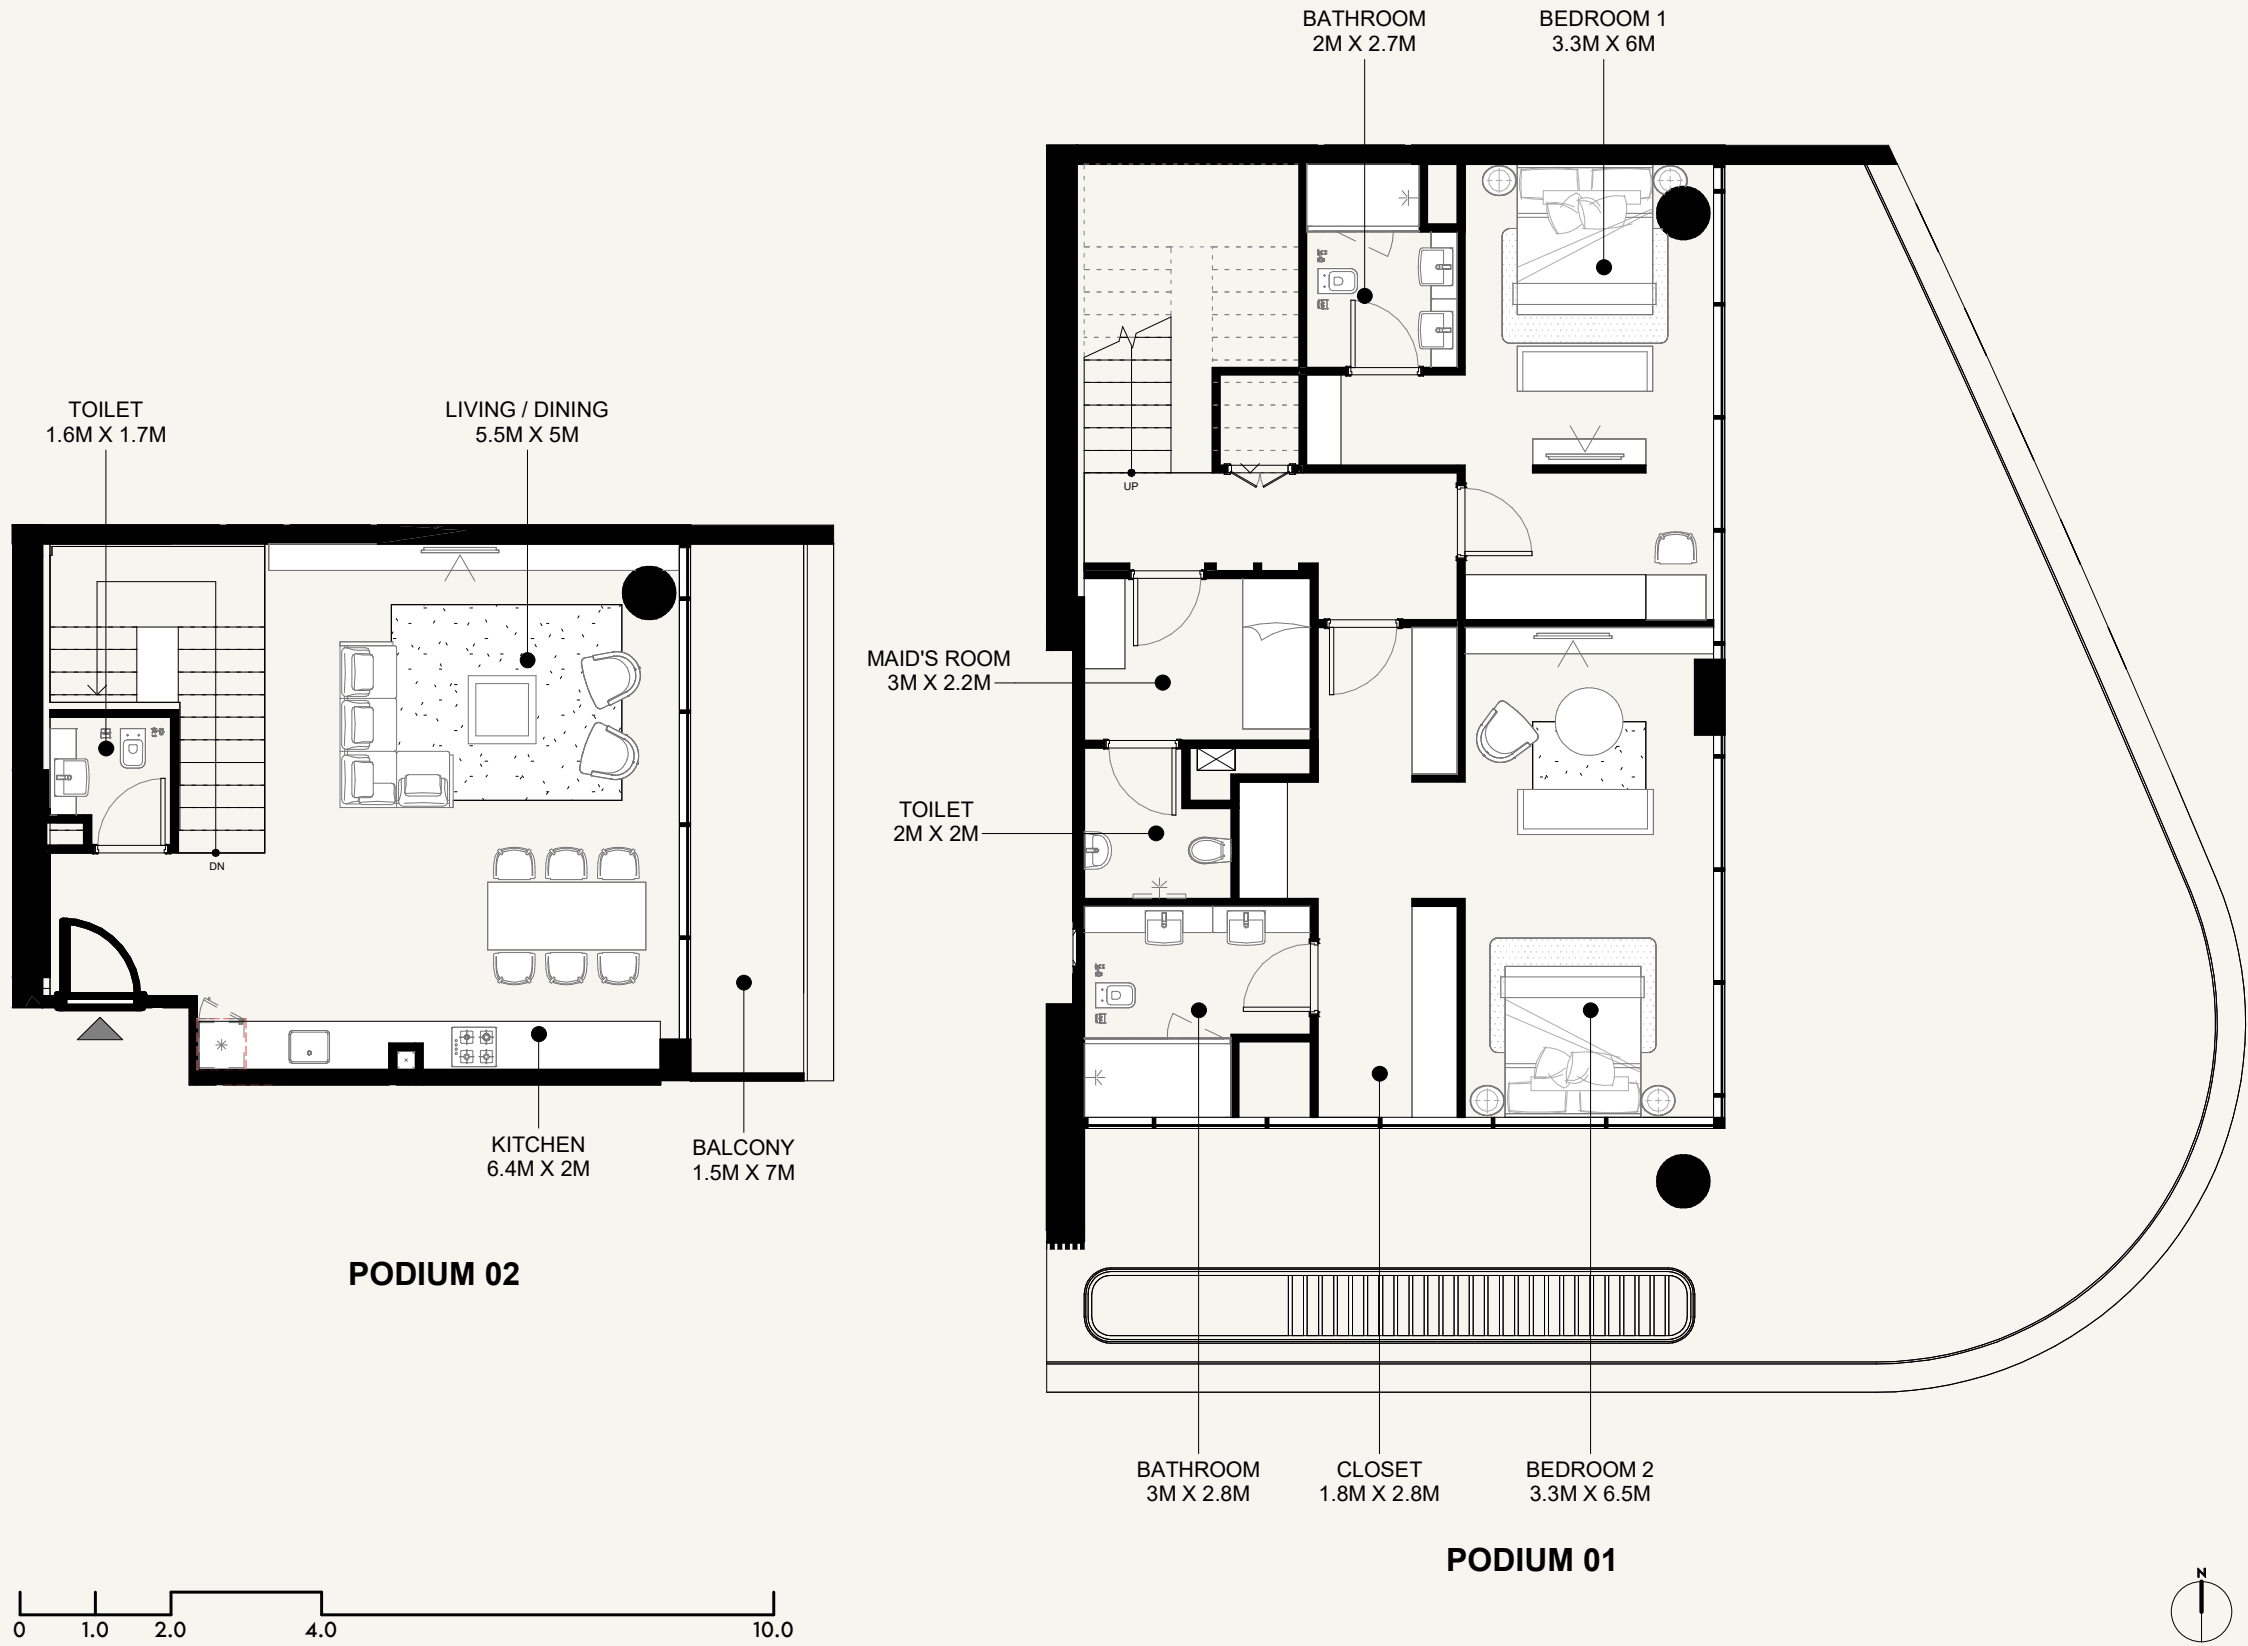 BATHROOM
2M X 2.7M
BEDROOM 1
3.3M X 6M
TOILET
1.6M X 1.7M
LIVING / DINING
5.5M X 5M
UP
MAID'S ROOM
3M X 2.2M
TOILET
2M X 2M
DN
KITCHEN
6.4M X 2M
BALCONY
1.5M X 7M
PODIUM 02
BATHROOM
3M X 2.8M
CLOSET
1.8M X 2.8M
BEDROOM 2
3.3M X 6.5M
PODIUM 01
0 1.0 2.0 4.0 10.0
N